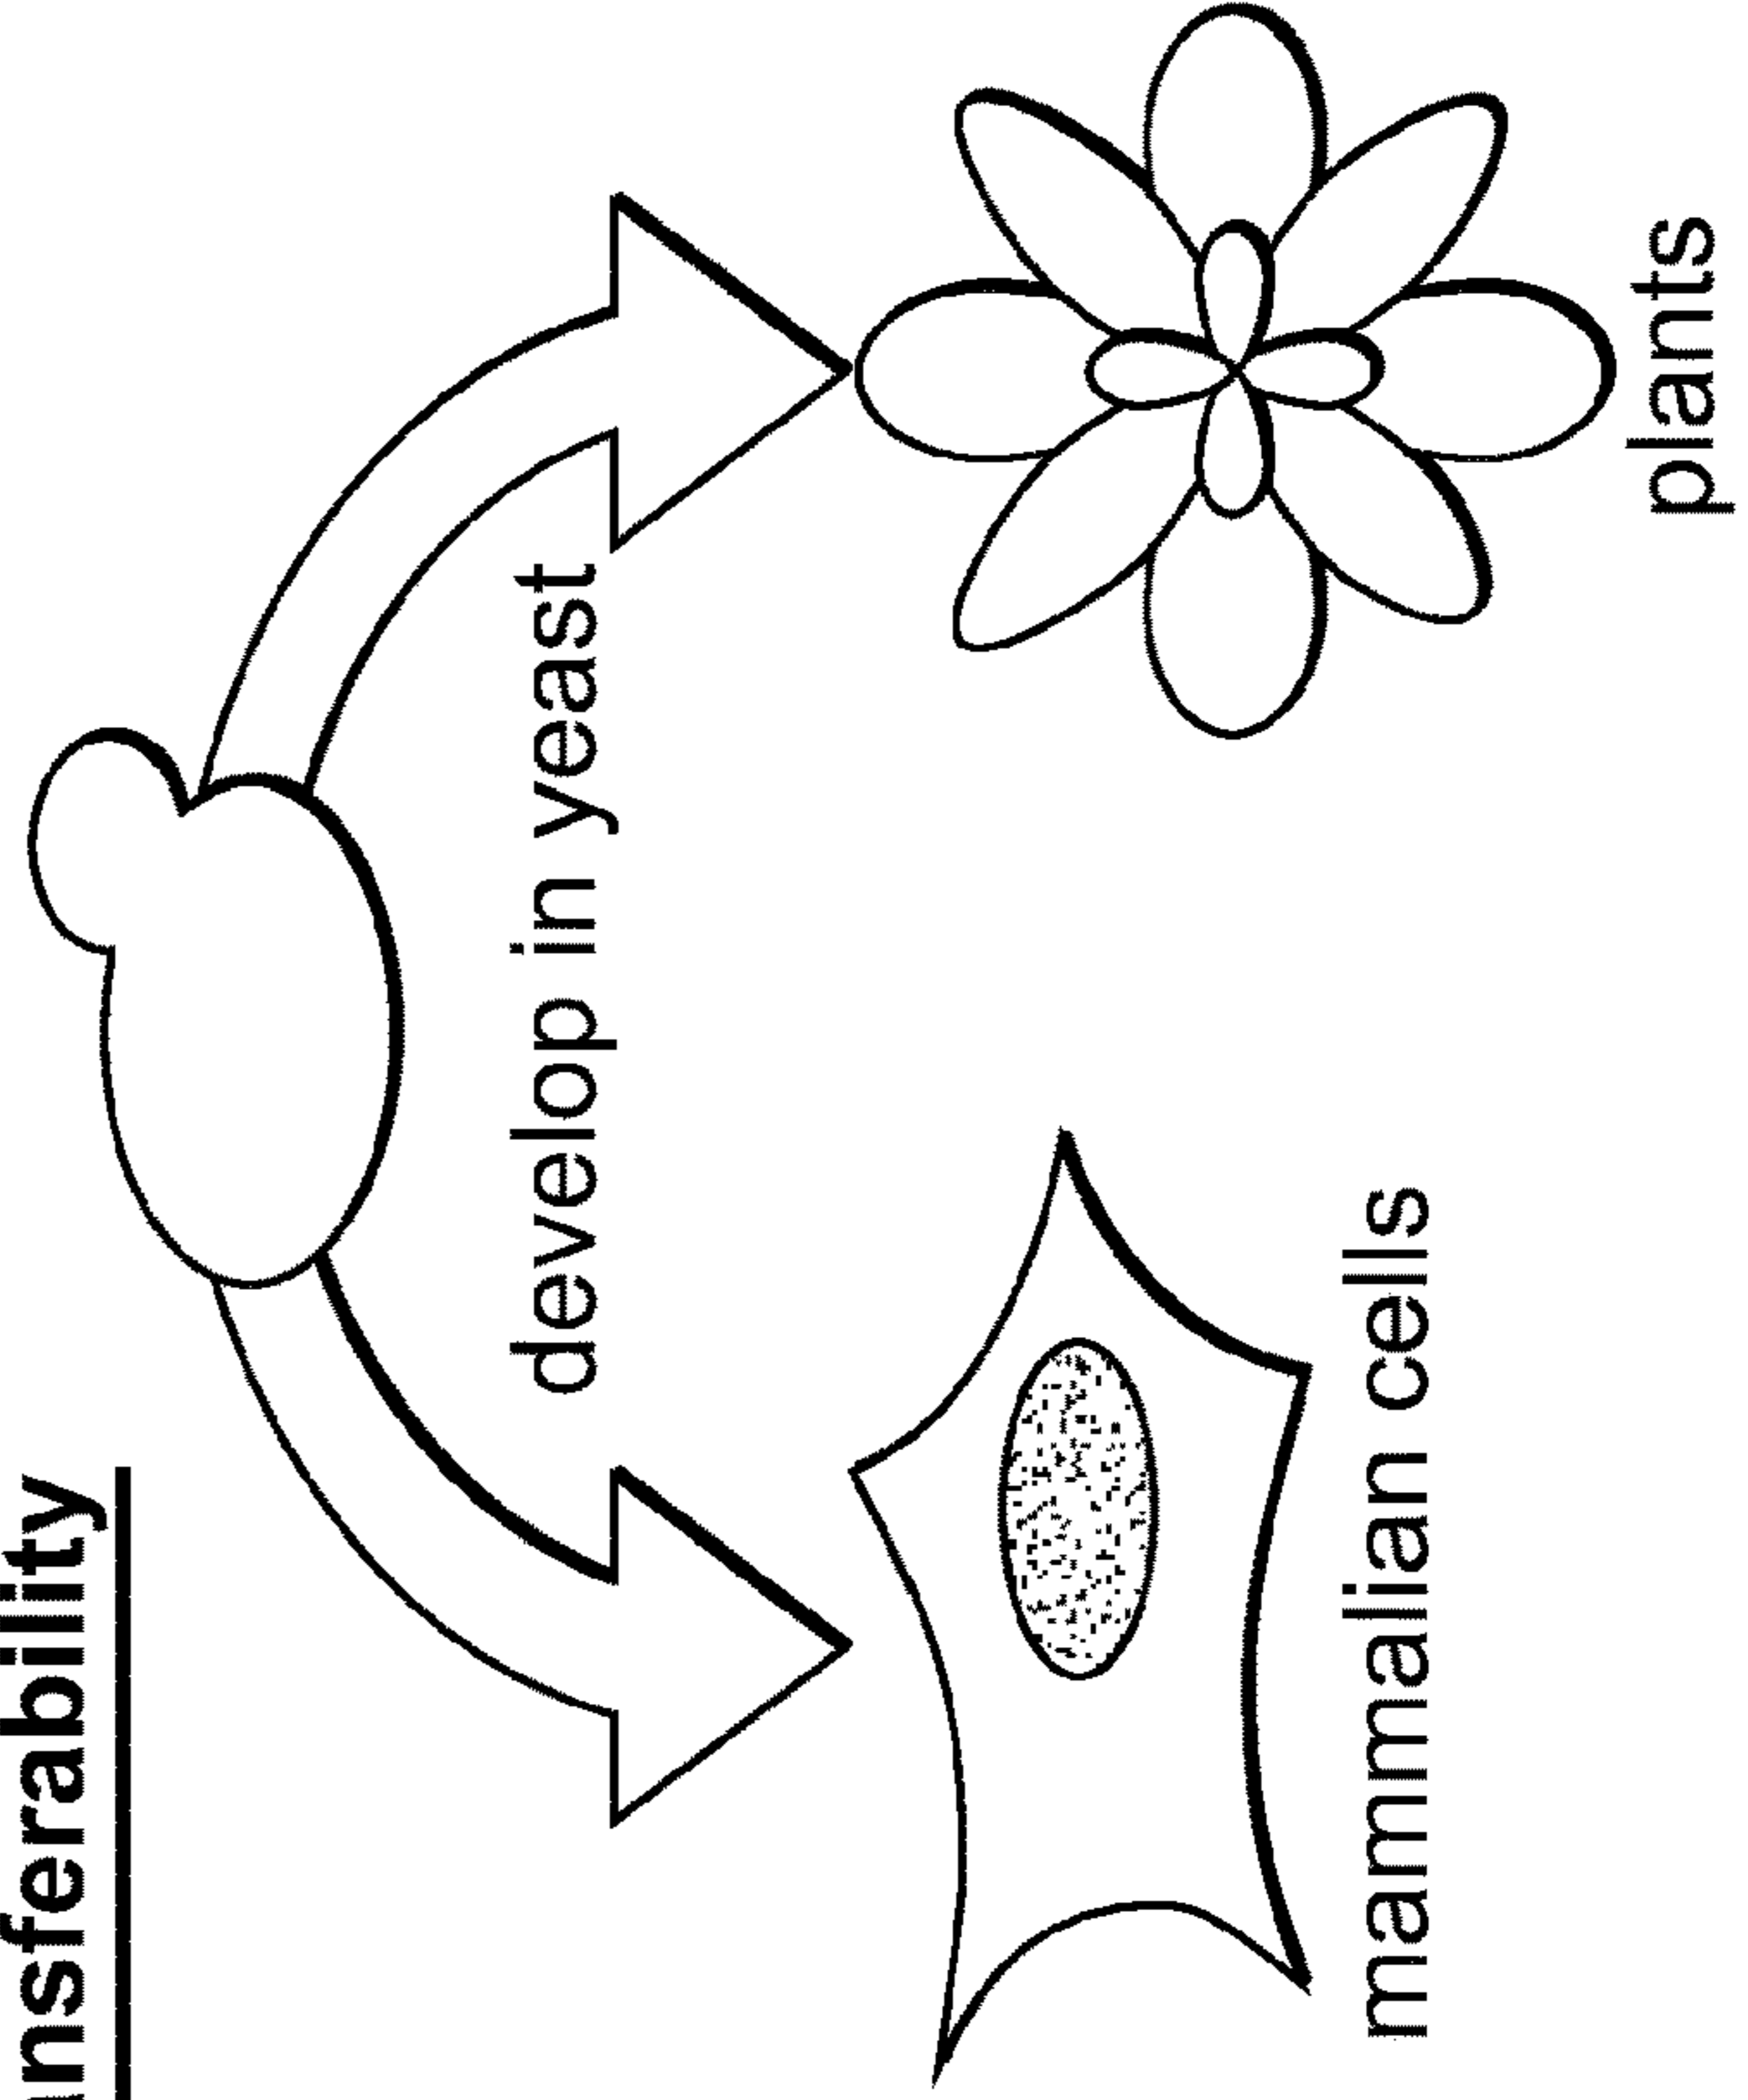 nsferability
develop in yeast
mammalian cells
plants